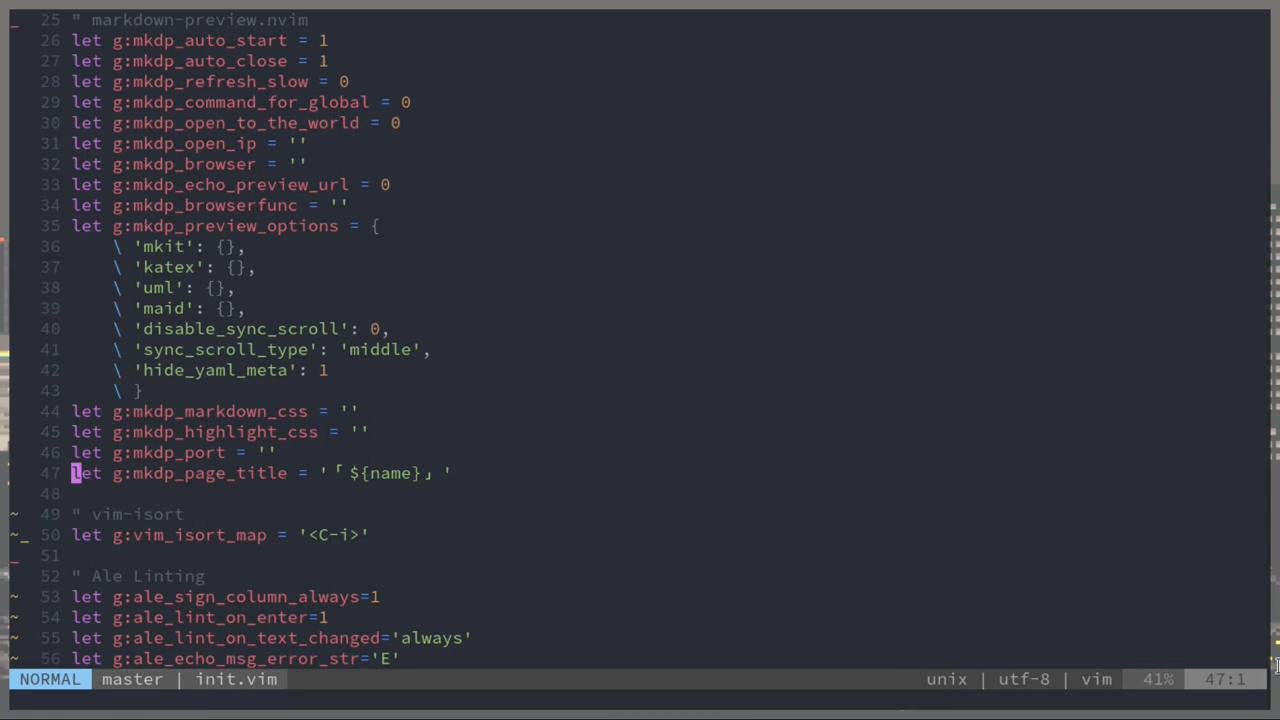 _ 25 " markdown-preview.nvim
26 let g:mkdp_auto_start = 1
27 let g:mkdp_auto_close = 1
28 let g:mkdp_refresh_slow = 0
29 let g:mkdp_command_for_global = 0
30 let g:mkdp_open_to_the_world = 0
31 let g:mkdp_open_ip = ''
32 let g:mkdp_browser = ''
33 let g:mkdp_echo_preview_url = 0
34 let g:mkdp_browserfunc = ''
35 let g:mkdp_preview_options = {
36     \ 'mkit': {},
37     \ 'katex': {},
38     \ 'uml': {},
39     \ 'maid': {},
40     \ 'disable_sync_scroll': 0,
41     \ 'sync_scroll_type': 'middle',
42     \ 'hide_yaml_meta': 1
43     \ }
44 let g:mkdp_markdown_css = ''
45 let g:mkdp_highlight_css = ''
46 let g:mkdp_port = ''
47 let g:mkdp_page_title = '「${name}」'
48
~ 49 " vim-isort
~_ 50 let g:vim_isort_map = '<C-i>'
_ 51
52 " Ale Linting
~ 53 let g:ale_sign_column_always=1
~ 54 let g:ale_lint_on_enter=1
~ 55 let g:ale_lint_on_text_changed='always'
~ 56 let g:ale_echo_msg_error_str='E'
NORMAL master | init.vim unix | utf-8 | vim 41% 47:1